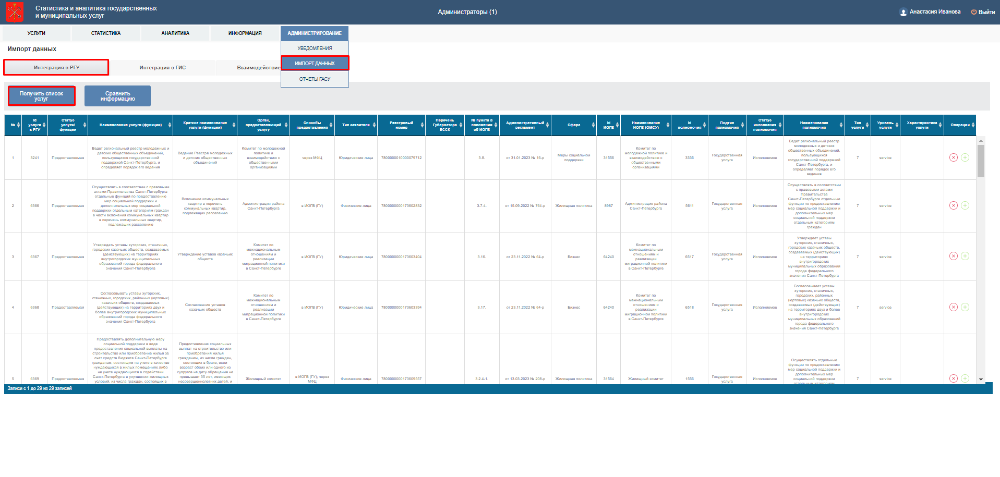 Статистика и аналитика государственных
и муниципальных услуг
Администраторы (1)
Анастасия Иванова
Выйти
УСЛУГИ
СТАТИСТИКА
АНАЛИТИКА
ИНФОРМАЦИЯ
АДМИНИСТРИРОВАНИЕ
УВЕДОМЛЕНИЯ
ИМПОРТ ДАННЫХ
ОТЧЕТЫ ГАСУ
Импорт данных
Интеграция с РГУ
Интеграция с ГИС
Взаимодействие
Получить список
услуг
Сравнить
информацию
№
Id
услуги
в РГУ
Статус
услуги/
функции
Наименование услуги (функции)
Краткое наименование
услуги (функции)
Орган,
предоставляющий
услугу
Способы
предоставления
Тип заявителя
Реестровый
номер
Перечень
Губернатора
ЕССК
№ пункта в
положении
об ИОГВ
Административный
регламент
Сфера
Id
ИОГВ
Наименование
ИОГВ (ОМСУ)
Id
полномочия
Подтип
полномочия
Статус
исполнения
полномочия
Наименование
полномочия
Тип
услуги
Уровень
услуги
Характеристика
услуги
Операции
1
3241
Предоставляемая
Ведет региональный реестр молодежных и
детских общественных объединений,
пользующихся государственной
поддержкой Санкт-Петербурга, и
определяет порядок его ведения
Ведение Реестра молодежных
и детских общественных
объединений
Комитет по молодежной
политике и
взаимодействию с
общественными
организациями
через МФЦ
Юридические лица
7800000010000079712
3.8.
от 31.01.2023 № 16-р
Меры социальной
поддержки
31556
Комитет по
молодежной политике и
взаимодействию с
общественными
организациями
3336
Государственная
услуга
Исполняемое
Ведет региональный реестр
молодежных и детских
общественных объединений,
пользующихся
государственной поддержкой
Санкт-Петербурга, и
определяет порядок его
ведения
7
service
2
6366
Предоставляемая
Осуществлять в соответствии с правовыми
актами Правительства Санкт-Петербурга
отдельные функций по предоставлению
мер социальной поддержки и
дополнительных мер социальной
поддержки отдельным категориям граждан
в части включения коммунальных квартир
в перечень коммунальных квартир,
подлежащих расселению
Включение коммунальных
квартир в перечень
коммунальных квартир,
подлежащих расселению
Администрация района
Санкт-Петербурга
в ИОГВ (ГУ)
Физические лица
7800000000173602832
3.7.4.
от 15.09.2022 № 764-р
Жилищная политика
8987
Администрация района
Санкт-Петербурга
5611
Государственная
услуга
Исполняемое
Осуществлять в соответствии
с правовыми актами
Правительства
Санкт-Петербурга отдельные
функции по предоставлению
мер социальной поддержки и
дополнительных мер
социальной поддержки
отдельным категориям
граждан
7
service
3
6367
Предоставляемая
Утверждать уставы хуторских, станичных,
городских казачьих обществ, создаваемых
(действующих) на территориях
внутригородских муниципальных
образований города федерального
значения Санкт-Петербурга
Утверждение уставов казачьих
обществ
Комитет по
межнациональным
отношениям и
реализации
миграционной политики
в Санкт-Петербурге
в ИОГВ (ГУ)
Юридические лица
7800000000173603404
3.16.
от 23.11.2022 № 64-р
Бизнес
64240
Комитет по
межнациональным
отношениям и
реализации
миграционной политики
в Санкт-Петербурге
6517
Государственная
услуга
Исполняемое
Утверждает уставы
хуторских, станичных,
городских казачьих обществ,
создаваемых (действующих)
на территориях
внутригородских
муниципальных образований
города федерального
значения Санкт-Петербурга
7
service
4
6368
Предоставляемая
Согласовывать уставы хуторских,
станичных, городских, районных (юртовых)
казачьих обществ, создаваемых
(действующих) на территориях двух и
более внутригородских муниципальных
образований города федерального
значения Санкт-Петербурга
Согласование уставов
казачьих обществ
Комитет по
межнациональным
отношениям и
реализации
миграционной политики
в Санкт-Петербурге
в ИОГВ (ГУ)
Юридические лица
7800000000173603394
3.17.
от 23.11.2022 № 64-р
Бизнес
64240
Комитет по
межнациональным
отношениям и
реализации
миграционной политики
в Санкт-Петербурге
6518
Государственная
услуга
Исполняемое
Согласовывает уставы
хуторских, станичных,
городских, районных
(юртовых) казачьих обществ,
создаваемых (действующих)
на территориях двух и более
внутригородских
муниципальных образований
города федерального
значения Санкт-Петербурга
7
service
5
6369
Предоставляемая
Предоставлять дополнительную меру
социальной поддержки в виде
предоставления социальной выплаты на
строительство или приобретение жилья за
счет средств бюджета Санкт-Петербурга
гражданам, состоящим на учете в качестве
нуждающихся в жилых помещениях либо
на учете нуждающихся в содействии
Санкт-Петербурга в улучшении жилищных
условий, из числа граждан, состоящих в
Предоставление социальных
выплат на строительство или
приобретения жилья
гражданам, из числа граждан,
состоящих в браке, если
возраст обоих или одного из
супругов на дату обращения не
превышает 35 лет, имеющих
несовершеннолетних детей, и
Жилищный комитет
в ИОГВ (ГУ); через
МФЦ
Физические лица
7800000000173609557
3.2.4-1.
от 13.03.2023 № 208-р
Жилищная политика
31564
Жилищный комитет
1556
Государственная
услуга
Исполняемое
Осуществлять отдельные
функции по предоставлению
мер социальной поддержки и
дополнительных мер
социальной поддержки
отдельным категориям
7
service
Записи с 1 до 29 из 29 записей